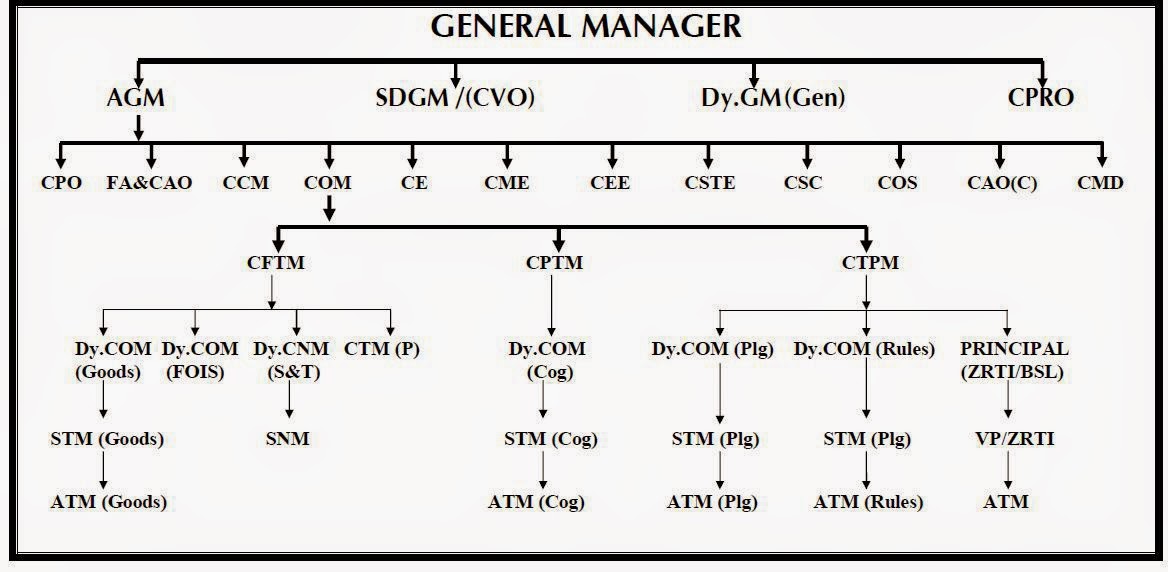 GENERAL MANAGER
AGM SDGM /(CVO) Dy.GM(Gen) CPRO
CPO FA&CAO CCM COM CE CME CEE CSTE CSC COS CAO(C) CMD
CFTM CPTM CTPM
Dy.COM Dy.COM Dy.CNM CTM (P) Dy.COM Dy.COM (Plg) Dy.COM (Rules) PRINCIPAL
(Goods) (FOIS) (S&T) (Cog) (ZRTI/BSL)
STM (Goods) SNM STM (Cog) STM (Plg) STM (Plg) VP/ZRTI
ATM (Goods) ATM (Cog) ATM (Plg) ATM (Rules) ATM